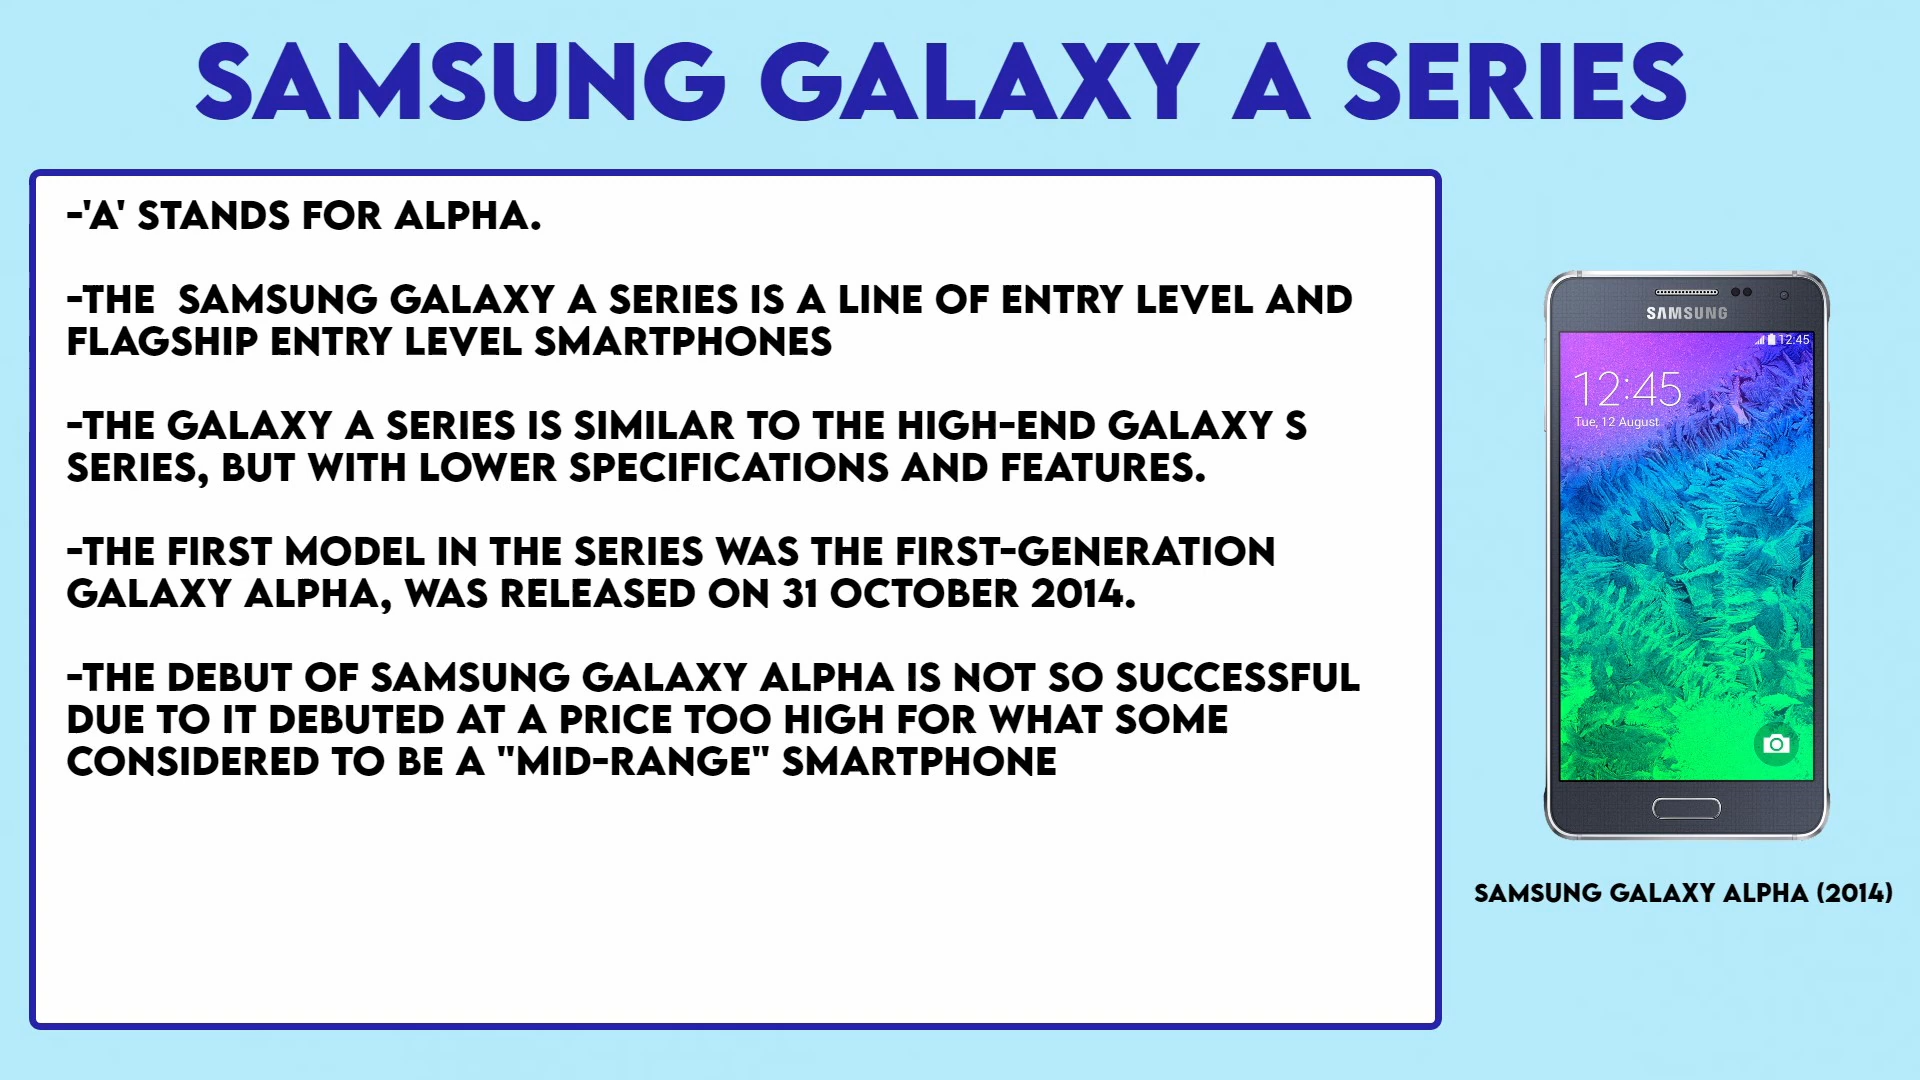 SAMSUNG GALAXY A SERIES
-'A' STANDS FOR ALPHA.
-THE  SAMSUNG GALAXY A SERIES IS A LINE OF ENTRY LEVEL AND
FLAGSHIP ENTRY LEVEL SMARTPHONES
-THE GALAXY A SERIES IS SIMILAR TO THE HIGH-END GALAXY S
SERIES, BUT WITH LOWER SPECIFICATIONS AND FEATURES.
-THE FIRST MODEL IN THE SERIES WAS THE FIRST-GENERATION
GALAXY ALPHA, WAS RELEASED ON 31 OCTOBER 2014.
-THE DEBUT OF SAMSUNG GALAXY ALPHA IS NOT SO SUCCESSFUL
DUE TO IT DEBUTED AT A PRICE TOO HIGH FOR WHAT SOME
CONSIDERED TO BE A "MID-RANGE" SMARTPHONE
SAMSUNG
12:45
12:45
Tue, 12 August
SAMSUNG GALAXY ALPHA (2014)